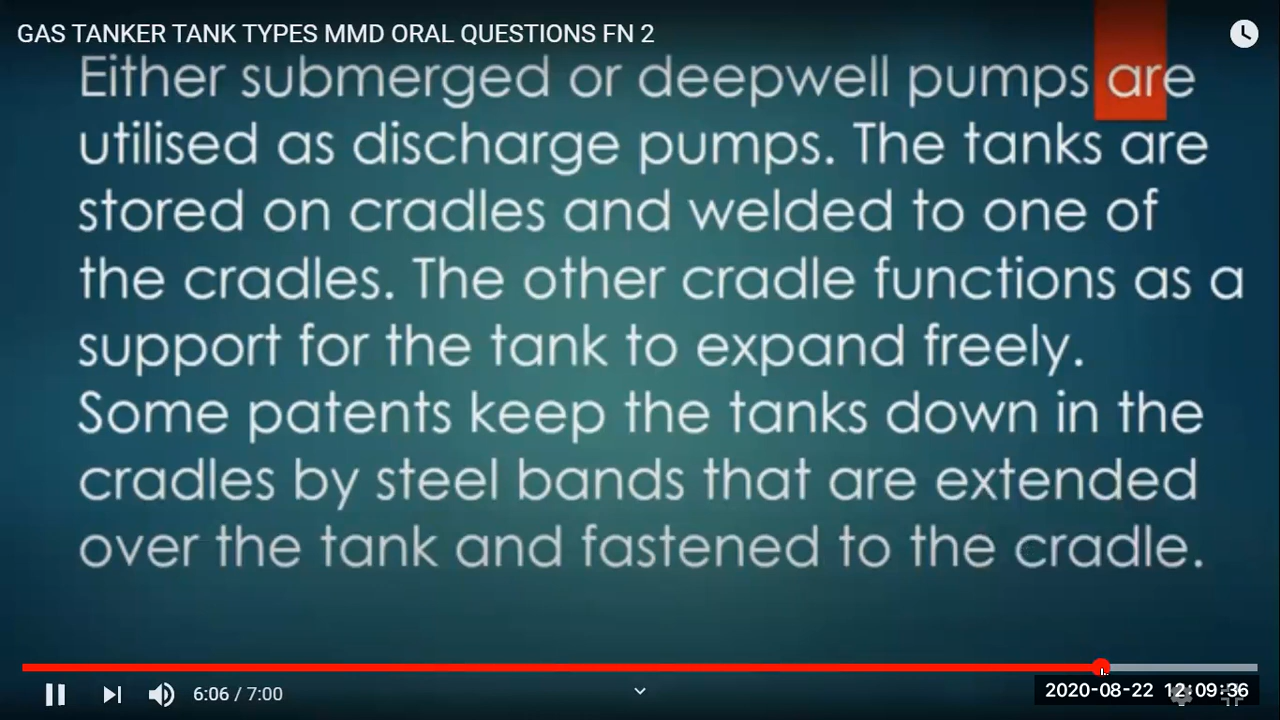 GAS TANKER TANK TYPES MMD ORAL QUESTIONS FN 2
Either submerged or deepwell pumps are
utilised as discharge pumps. The tanks are
stored on cradles and welded to one of
the cradles. The other cradle functions as a
support for the tank to expand freely.
Some patents keep the tanks down in the
cradles by steel bands that are extended
over the tank and fastened to the cradle.
6:06 / 7:00
2020-08-22 12:09:36